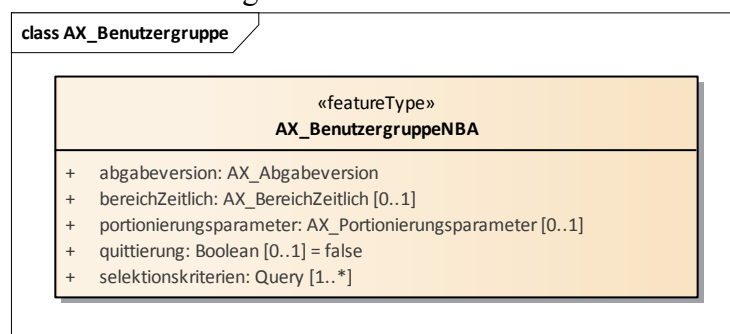 class AX_Benutzergruppe
«featureType»
AX_BenutzergruppeNBA
+ abgabeversion: AX_Abgabeversion
+ bereichZeitlich: AX_BereichZeitlich [0..1]
+ portionierungsparameter: AX_Portionierungsparameter [0..1]
+ quittierung: Boolean [0..1] = false
+ selektionskriterien: Query [1..*]